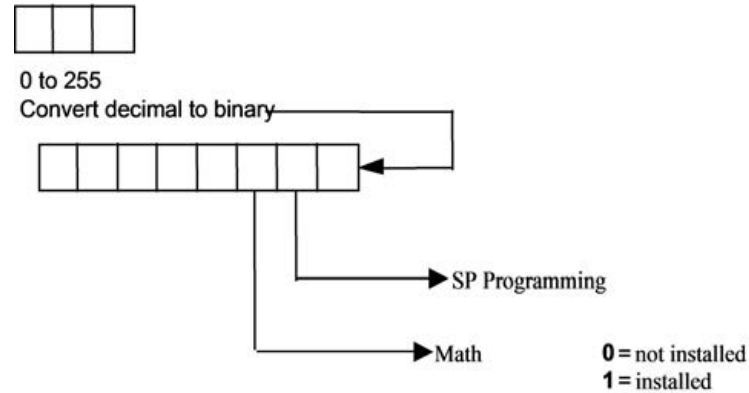 0 to 255
Convert decimal to binary
SP Programming
Math
0 = not installed
1 = installed